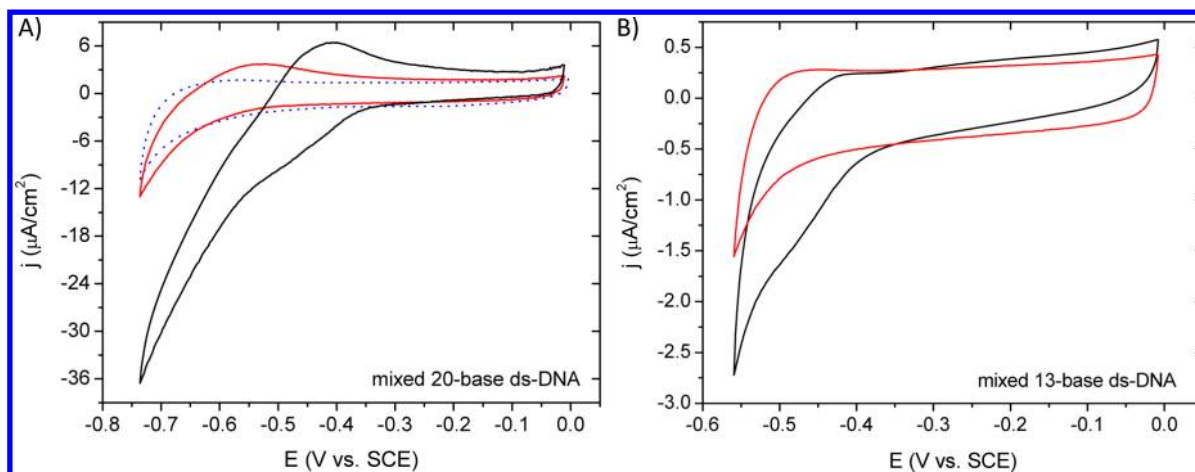 A)
6
0
-6
-12
-18
-24
-30
-36
j (μA/cm²)
mixed 20-base ds-DNA
-0.8 -0.7 -0.6 -0.5 -0.4 -0.3 -0.2 -0.1 0.0
E (V vs. SCE)
B)
0.5
0.0
-0.5
-1.0
-1.5
-2.0
-2.5
-3.0
j (μA/cm²)
mixed 13-base ds-DNA
-0.6 -0.5 -0.4 -0.3 -0.2 -0.1 0.0
E (V vs. SCE)